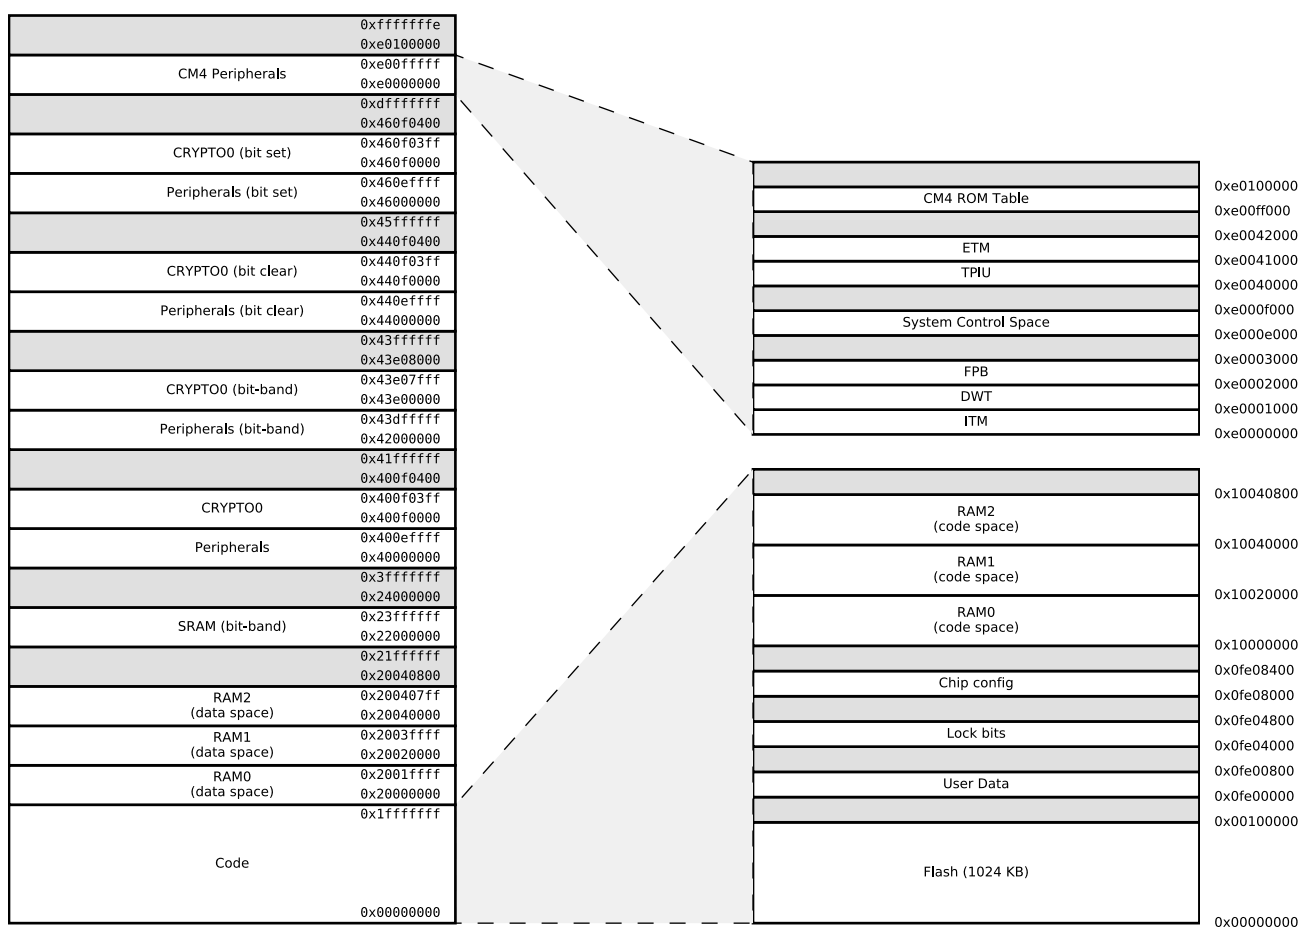 0xfffffffe
0xe0100000
CM4 Peripherals
0xe00fffff
0xe0000000
0xdfffffff
0x460f0400
CRYPTO0 (bit set)
0x460f03ff
0x460f0000
Peripherals (bit set)
0x460effff
0x46000000
0x45ffffff
0x440f0400
CRYPTO0 (bit clear)
0x440f03ff
0x440f0000
Peripherals (bit clear)
0x440effff
0x44000000
0x43ffffff
0x43e08000
CRYPTO0 (bit-band)
0x43e07fff
0x43e00000
Peripherals (bit-band)
0x43dfffff
0x42000000
0x41ffffff
0x400f0400
CRYPTO0
0x400f03ff
0x400f0000
Peripherals
0x400effff
0x40000000
0x3fffffff
0x24000000
SRAM (bit-band)
0x23ffffff
0x22000000
0x21ffffff
0x20040800
RAM2
(data space)
0x200407ff
0x20040000
RAM1
(data space)
0x2003ffff
0x20020000
RAM0
(data space)
0x2001ffff
0x20000000
0x1fffffff
Code
0x00000000
0xe0100000
CM4 ROM Table
0xe00ff000
0xe0042000
ETM
0xe0041000
TPIU
0xe0040000
0xe000f000
System Control Space
0xe000e000
0xe0003000
FPB
0xe0002000
DWT
0xe0001000
ITM
0xe0000000
0x10040800
RAM2
(code space)
0x10040000
RAM1
(code space)
0x10020000
RAM0
(code space)
0x10000000
0x0fe08400
Chip config
0x0fe08000
0x0fe04800
Lock bits
0x0fe04000
0x0fe00800
User Data
0x0fe00000
0x00100000
Flash (1024 KB)
0x00000000